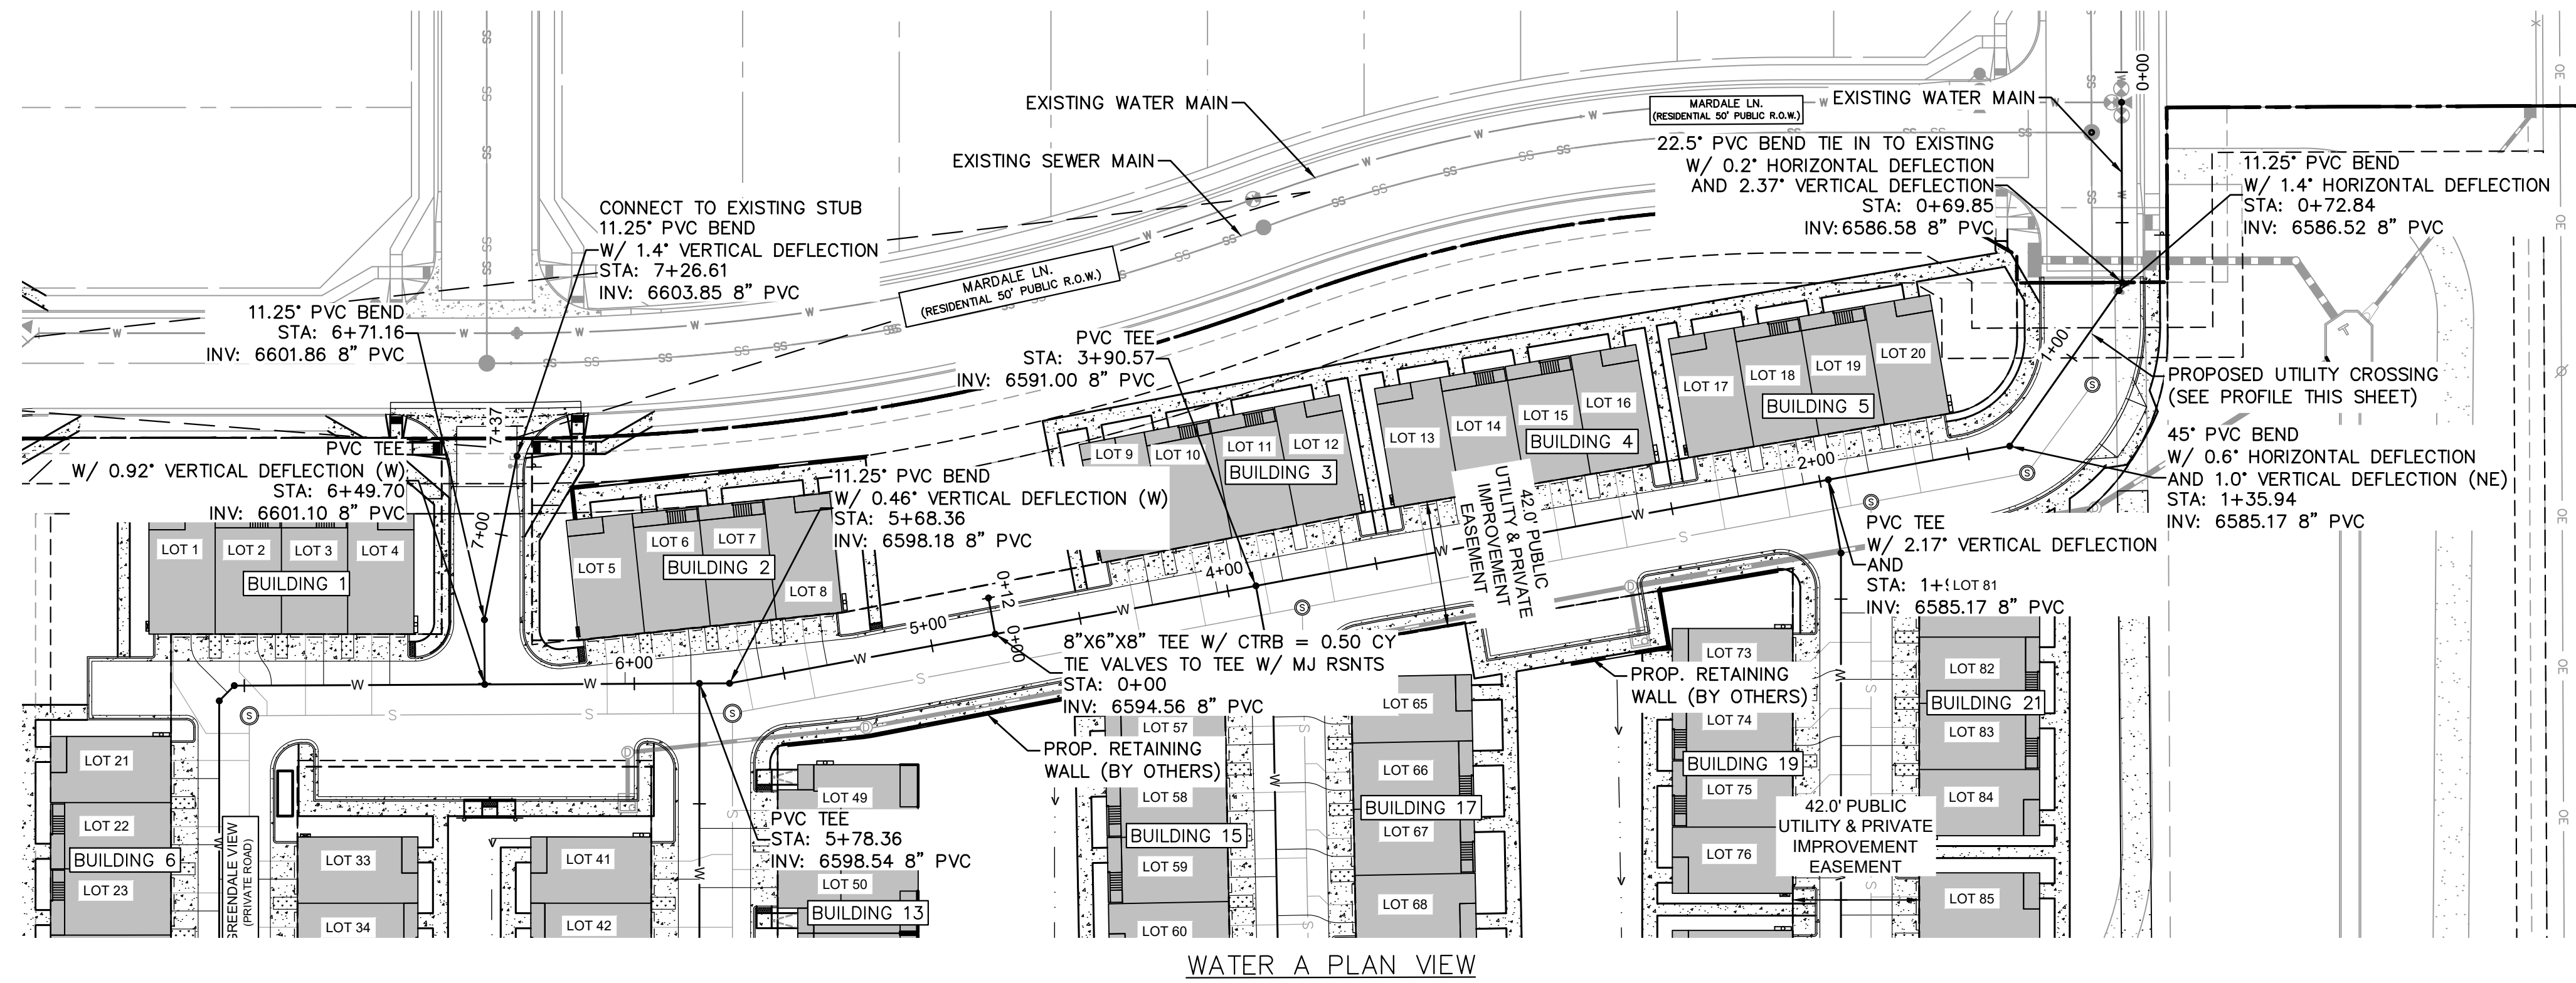 EXISTING WATER MAIN
EXISTING SEWER MAIN
MARDALE LN.
(RESIDENTIAL 50' PUBLIC R.O.W.)
EXISTING WATER MAIN
0+00
22.5° PVC BEND TIE IN TO EXISTING
W/ 0.2° HORIZONTAL DEFLECTION
AND 2.37° VERTICAL DEFLECTION
STA: 0+69.85
INV: 6586.58 8" PVC
11.25° PVC BEND
W/ 1.4° HORIZONTAL DEFLECTION
STA: 0+72.84
INV: 6586.52 8" PVC
CONNECT TO EXISTING STUB
11.25° PVC BEND
W/ 1.4° VERTICAL DEFLECTION
STA: 7+26.61
INV: 6603.85 8" PVC
MARDALE LN.
(RESIDENTIAL 50' PUBLIC R.O.W.)
11.25° PVC BEND
STA: 6+71.16
INV: 6601.86 8" PVC
PVC TEE
STA: 3+90.57
INV: 6591.00 8" PVC
1+00
PROPOSED UTILITY CROSSING
(SEE PROFILE THIS SHEET)
7+37
PVC TEE
W/ 0.92° VERTICAL DEFLECTION (W)
STA: 6+49.70
INV: 6601.10 8" PVC
7+00
11.25° PVC BEND
W/ 0.46° VERTICAL DEFLECTION (W)
STA: 5+68.36
INV: 6598.18 8" PVC
45° PVC BEND
W/ 0.6° HORIZONTAL DEFLECTION
AND 1.0° VERTICAL DEFLECTION (NE)
STA: 1+35.94
INV: 6585.17 8" PVC
LOT 1
LOT 2
LOT 3
LOT 4
BUILDING 1
LOT 5
LOT 6
LOT 7
LOT 8
BUILDING 2
LOT 9
LOT 10
LOT 11
LOT 12
BUILDING 3
LOT 13
LOT 14
LOT 15
LOT 16
BUILDING 4
LOT 17
LOT 18
LOT 19
LOT 20
BUILDING 5
2+00
42.0' PUBLIC
UTILITY & PRIVATE
IMPROVEMENT
EASEMENT
PVC TEE
W/ 2.17° VERTICAL DEFLECTION
AND
STA: 1+
LOT 81
INV: 6585.17 8" PVC
4+00
0+12
0+00
5+00
6+00
8"X6"X8" TEE W/ CTRB = 0.50 CY
TIE VALVES TO TEE W/ MJ RSNTS
STA: 0+00
INV: 6594.56 8" PVC
PROP. RETAINING
WALL (BY OTHERS)
PROP. RETAINING
WALL (BY OTHERS)
PVC TEE
STA: 5+78.36
INV: 6598.54 8" PVC
LOT 21
LOT 22
BUILDING 6
LOT 23
GREENDALE VIEW
(PRIVATE ROAD)
LOT 33
LOT 34
LOT 41
LOT 42
LOT 49
LOT 50
BUILDING 13
LOT 57
LOT 58
BUILDING 15
LOT 59
LOT 60
LOT 65
LOT 66
BUILDING 17
LOT 67
LOT 68
LOT 73
LOT 74
BUILDING 19
LOT 75
LOT 76
42.0' PUBLIC
UTILITY & PRIVATE
IMPROVEMENT
EASEMENT
LOT 82
BUILDING 21
LOT 83
LOT 84
LOT 85
WATER A PLAN VIEW